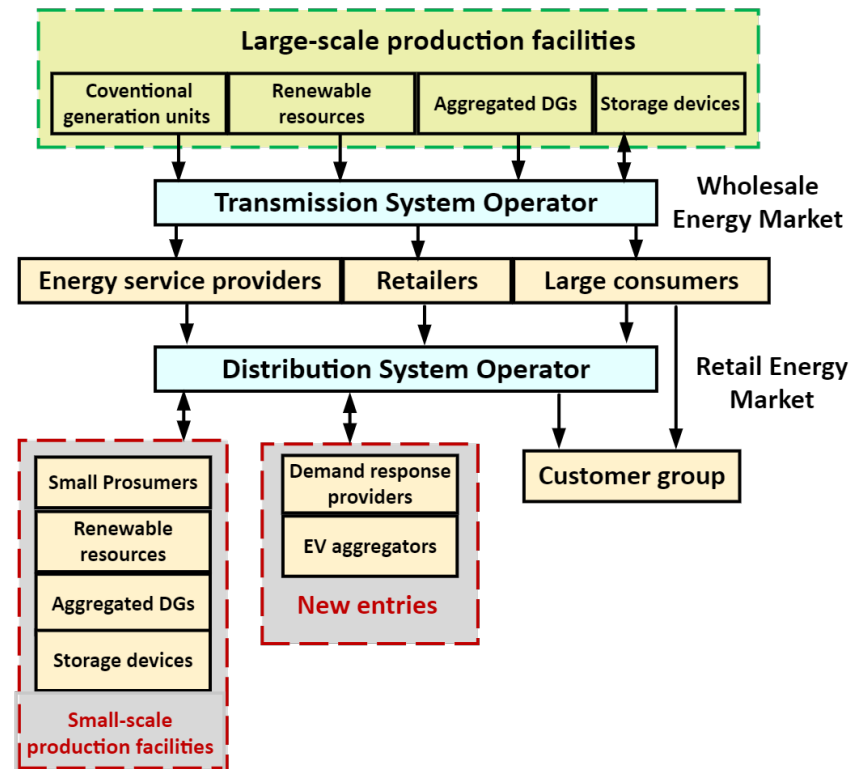 Large-scale production facilities
Coventional
generation units
Renewable
resources
Aggregated DGs
Storage devices
Transmission System Operator
Wholesale
Energy Market
Energy service providers
Retailers
Large consumers
Distribution System Operator
Retail Energy
Market
Small Prosumers
Renewable
resources
Aggregated DGs
Storage devices
Small-scale
production facilities
Demand response
providers
EV aggregators
New entries
Customer group